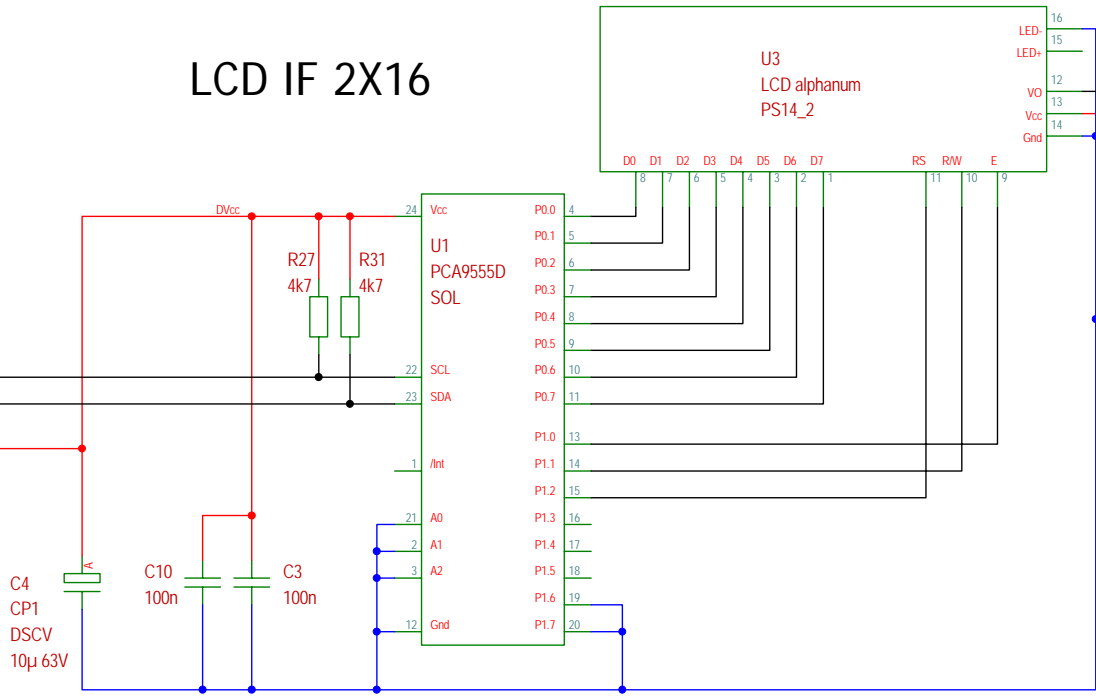 LCD IF 2X16
U3
LCD alphanum
PS14_2
LED- 16
LED+ 15
VO 12
Vcc 13
Gnd 14
D0 D1 D2 D3 D4 D5 D6 D7 RS R/W E
8 7 6 5 4 3 2 1 11 10 9
DVcc
R27
4k7
R31
4k7
U1
PCA9555D
SOL
24 Vcc
22 SCL
23 SDA
1 /Int
21 A0
2 A1
3 A2
12 Gnd
P0.0 4
P0.1 5
P0.2 6
P0.3 7
P0.4 8
P0.5 9
P0.6 10
P0.7 11
P1.0 13
P1.1 14
P1.2 15
P1.3 16
P1.4 17
P1.5 18
P1.6 19
P1.7 20
A
C4
CP1
DSCV
10µ 63V
C10
100n
C3
100n